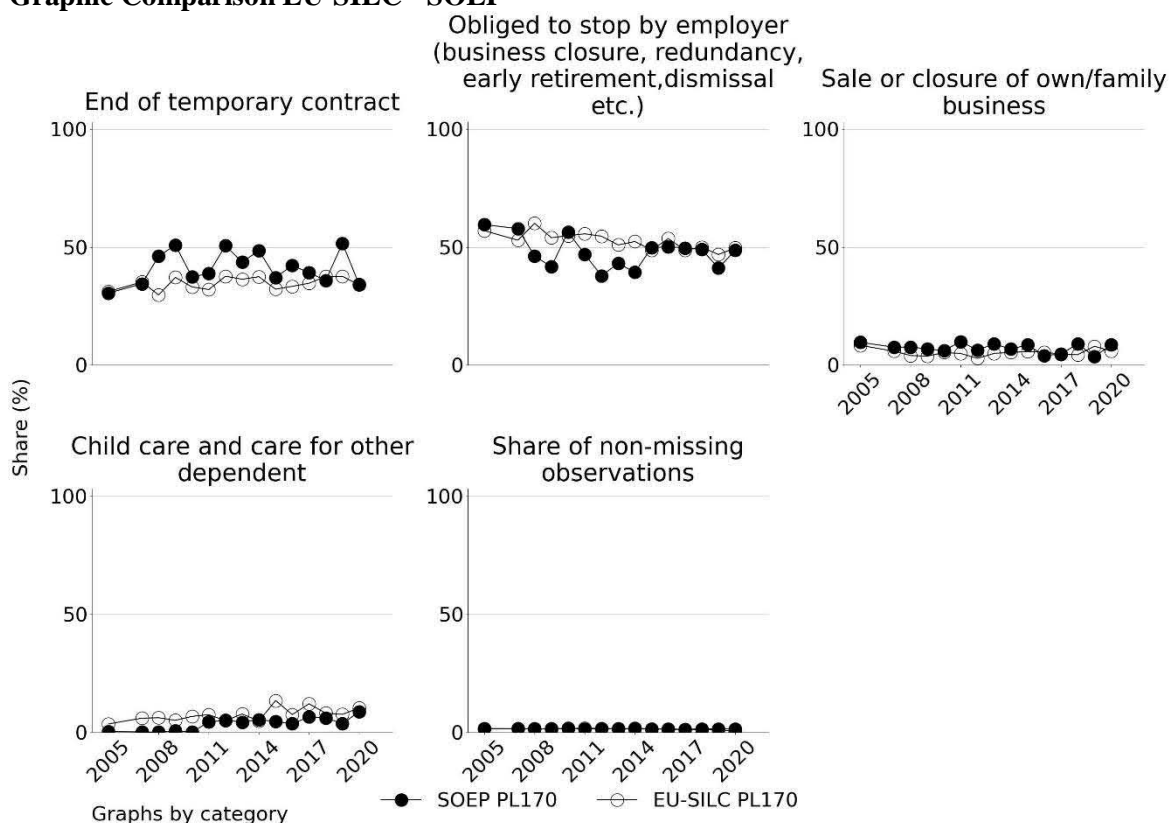 Graphic Comparison EU-SILC - SOEP
Obliged to stop by employer
(business closure, redundancy,
early retirement,dismissal
etc.)
End of temporary contract
Sale or closure of own/family
business
100
50
0
100
50
0
100
50
0
2005
2008
2011
2014
2017
2020
Share (%)
Child care and care for other
dependent
Share of non-missing
observations
100
50
0
2005
2008
2011
2014
2017
2020
100
50
0
2005
2008
2011
2014
2017
2020
SOEP PL170
EU-SILC PL170
Graphs by category